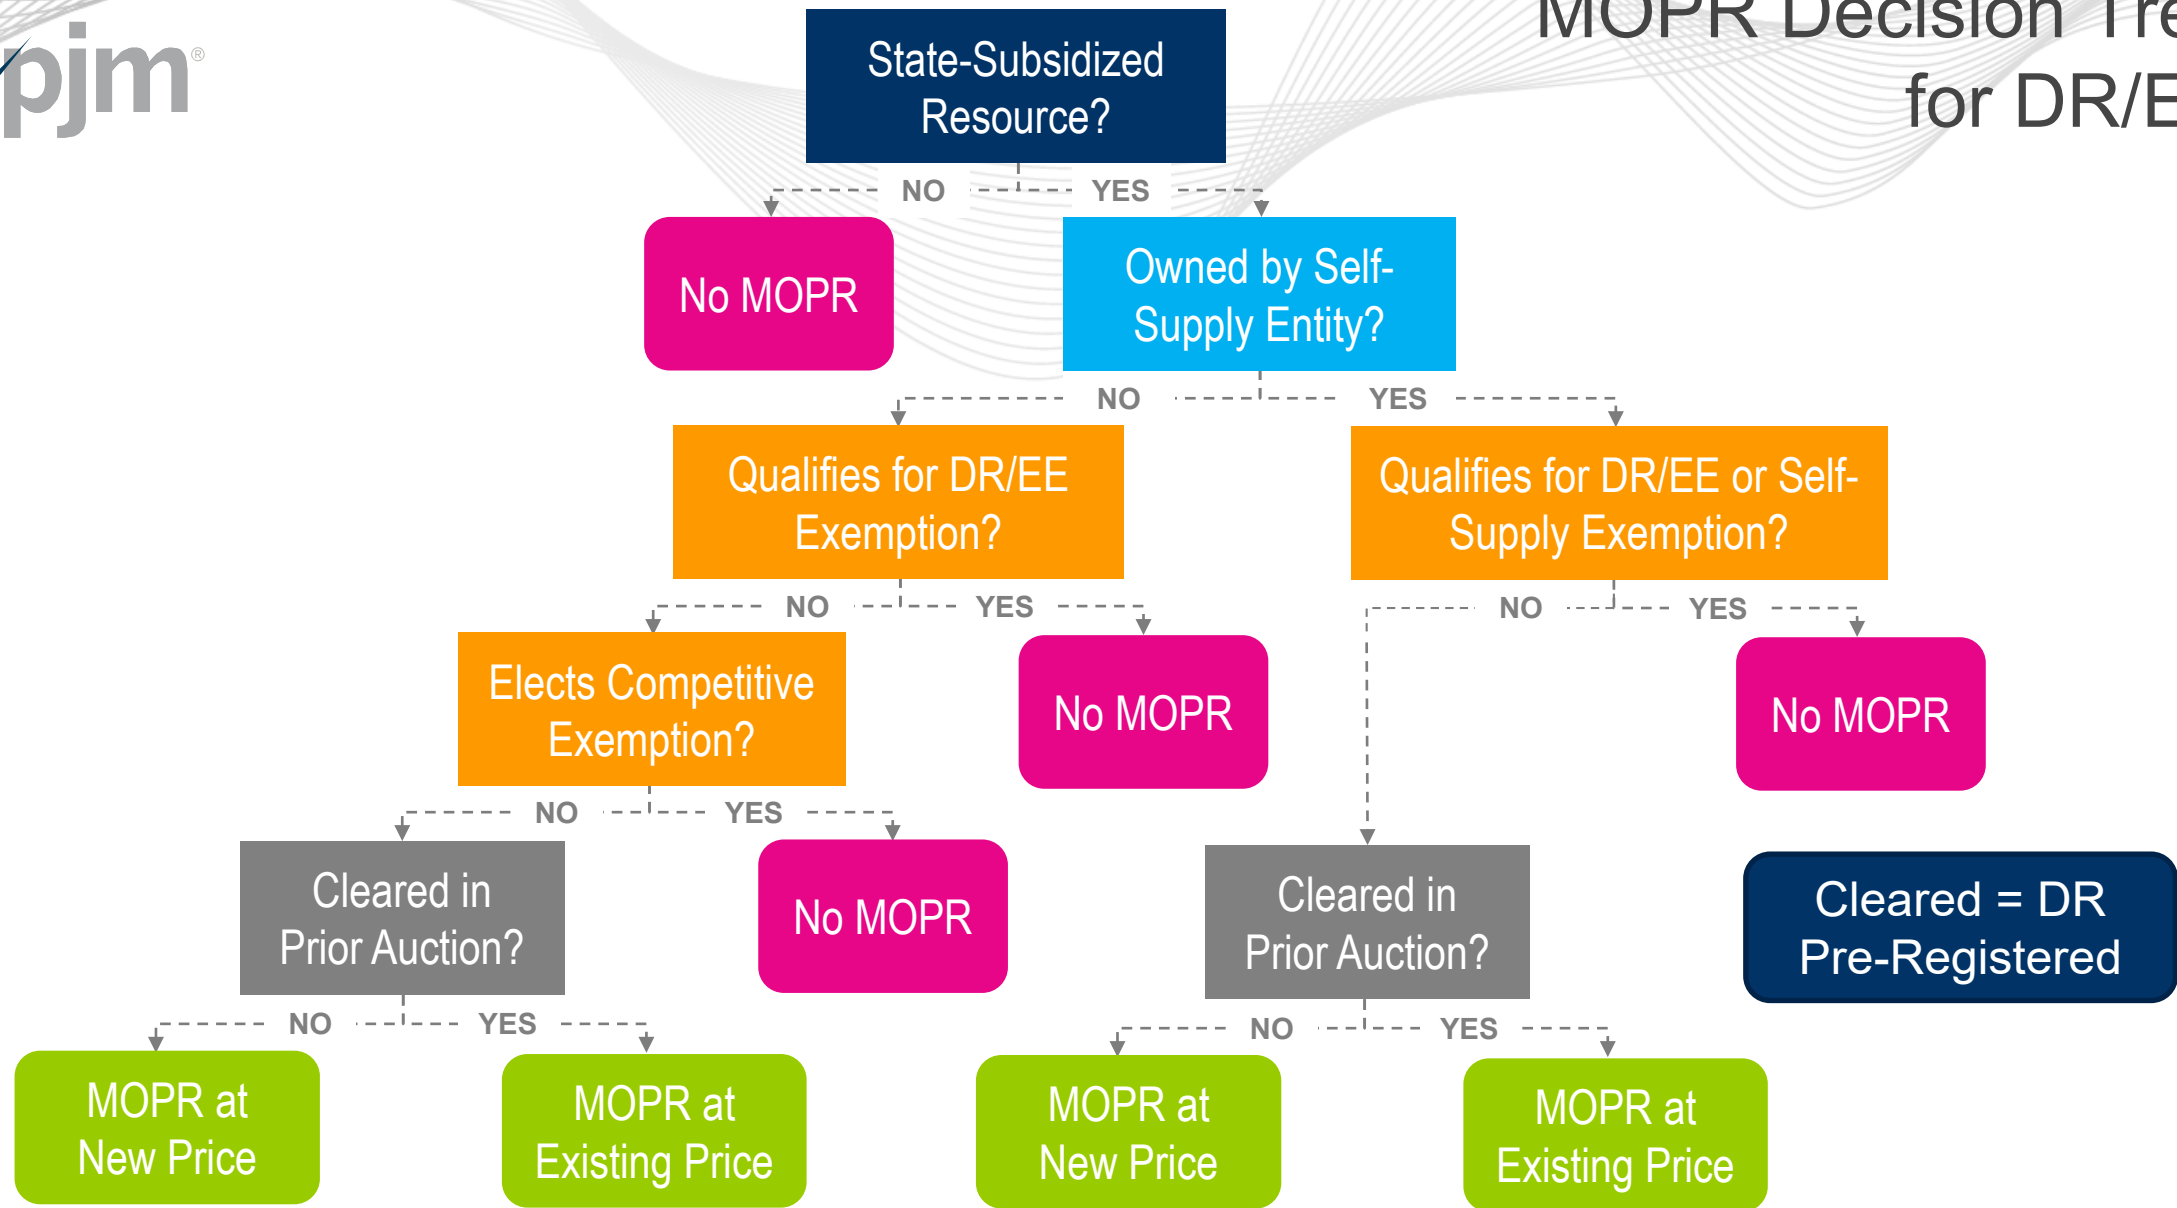 pjm®
MOPR Decision Tre
for DR/E
State-Subsidized
Resource?
NO
YES
No MOPR
Owned by Self-
Supply Entity?
NO
YES
Qualifies for DR/EE
Exemption?
Qualifies for DR/EE or Self-
Supply Exemption?
NO
YES
NO
YES
Elects Competitive
Exemption?
No MOPR
No MOPR
NO
YES
Cleared in
Prior Auction?
No MOPR
Cleared in
Prior Auction?
Cleared = DR
Pre-Registered
NO
YES
NO
YES
MOPR at
New Price
MOPR at
Existing Price
MOPR at
New Price
MOPR at
Existing Price